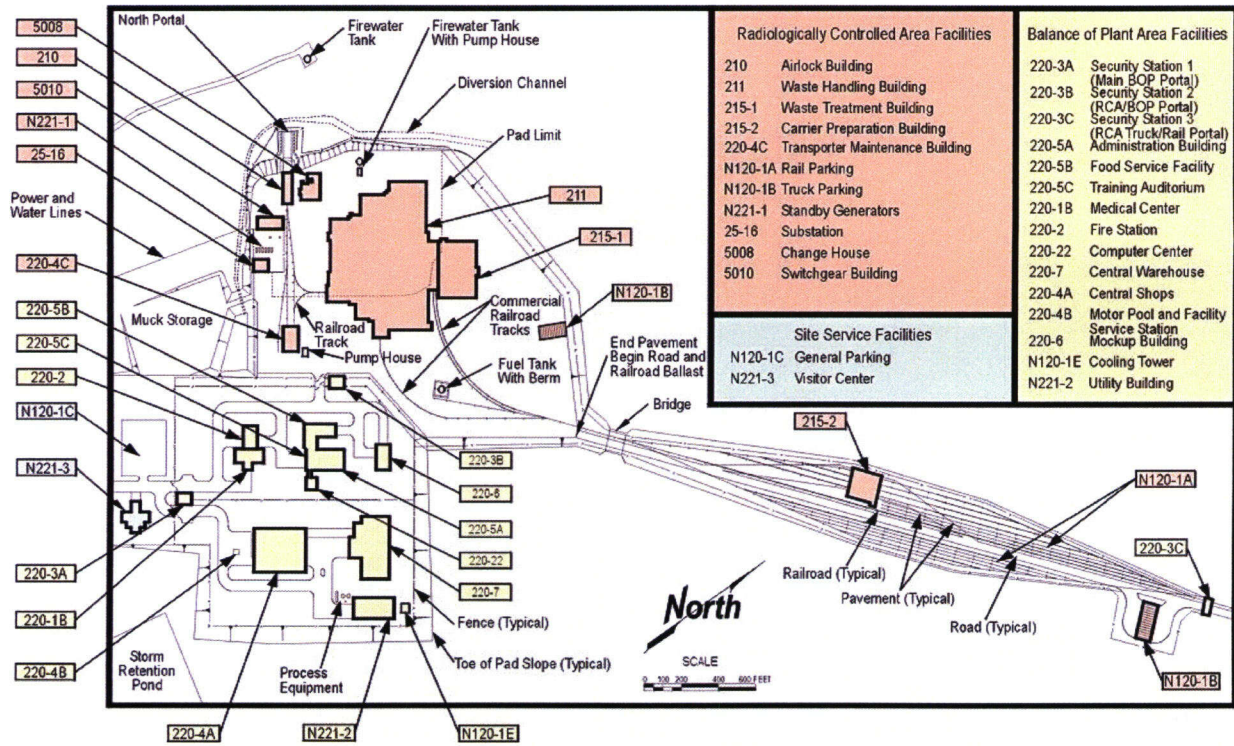 5008
210
5010
N221-1
25-16
Power and
Water Lines
220-4C
220-5B
220-5C
220-2
N120-1C
N221-3
220-3A
220-1B
220-4B
220-4A
N221-2
N120-1E
North Portal
Firewater
Tank
Firewater Tank
With Pump House
Diversion Channel
Pad Limit
211
215-1
N120-1B
Commercial
Railroad
Tracks
Railroad
Track
Pump House
Fuel Tank
With Berm
End Pavement
Begin Road and
Railroad Ballast
Bridge
Muck Storage
220-3B
220-6
220-5A
220-22
220-7
Fence (Typical)
Toe of Pad Slope (Typical)
Process
Equipment
Storm
Retention
Pond
North
SCALE
0 100 200 400 600 FEET
215-2
N120-1A
220-3C
Railroad (Typical)
Pavement (Typical)
Road (Typical)
N120-1B
Radiologically Controlled Area Facilities
210 Airlock Building
211 Waste Handling Building
215-1 Waste Treatment Building
215-2 Carrier Preparation Building
220-4C Transporter Maintenance Building
N120-1A Rail Parking
N120-1B Truck Parking
N221-1 Standby Generators
25-16 Substation
5008 Change House
5010 Switchgear Building
Site Service Facilities
N120-1C General Parking
N221-3 Visitor Center
Balance of Plant Area Facilities
220-3A Security Station 1
(Main BOP Portal)
220-3B Security Station 2
(RCA/BOP Portal)
220-3C Security Station 3
(RCA Truck/Rail Portal)
220-5A Administration Building
220-5B Food Service Facility
220-5C Training Auditorium
220-1B Medical Center
220-2 Fire Station
220-22 Computer Center
220-7 Central Warehouse
220-4A Central Shops
220-4B Motor Pool and Facility
Service Station
220-6 Mockup Building
N120-1E Cooling Tower
N221-2 Utility Building